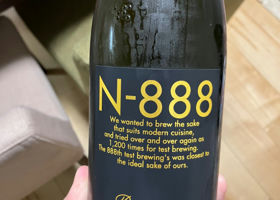 N-888
We wanted to brew the sake
that suits modern cuisine,
and tried over and over again as
1,200 times for test brewing.
The 888th test brewing's was closest to
the ideal sake of ours.